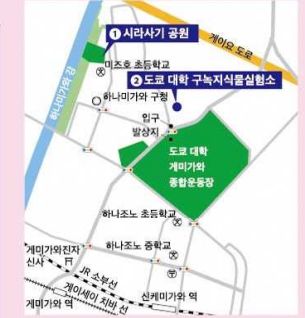 ① 시라사기 공원
게이요 도로
미즈호 초등학교
② 도쿄 대학 구녹지식물실험소
하나미가와 강
하나미가와 구청
입구
발상지
도쿄 대학
게미가와
종합운동장
하나조노 초등학교
하나조노 중학교
게미가와진자
신사
JR 소부선
게이세이 치바 선
게미가와 역
신케미가와 역